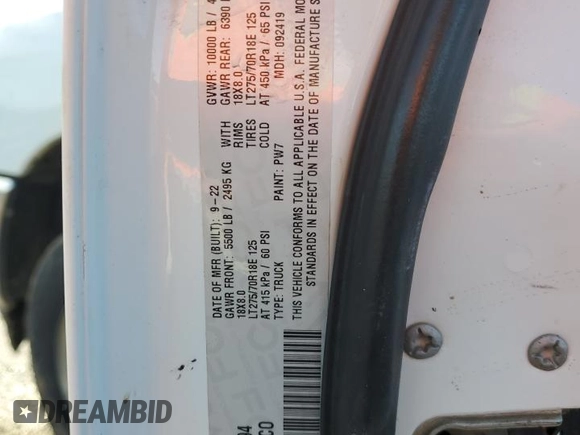 DATE OF MFR (BUILT): 9-22 GVWR: 10000 LB /
GAWR FRONT: 5500 LB / 2495 KG WITH GAWR REAR: 6390
18X8.0 RIMS 18X8.0
LT275/70R18E 125 TIRES LT275/70R18E 125
AT 415 kPa / 60 PSI COLD AT 450 kPa / 65 PSI
TYPE: TRUCK PAINT: PW7 MDH: 092419
THIS VEHICLE CONFORMS TO ALL APPLICABLE U.S.A. FEDERAL
STANDARDS IN EFFECT ON THE DATE OF MANUFACTURE
AUTOBIDMASTER